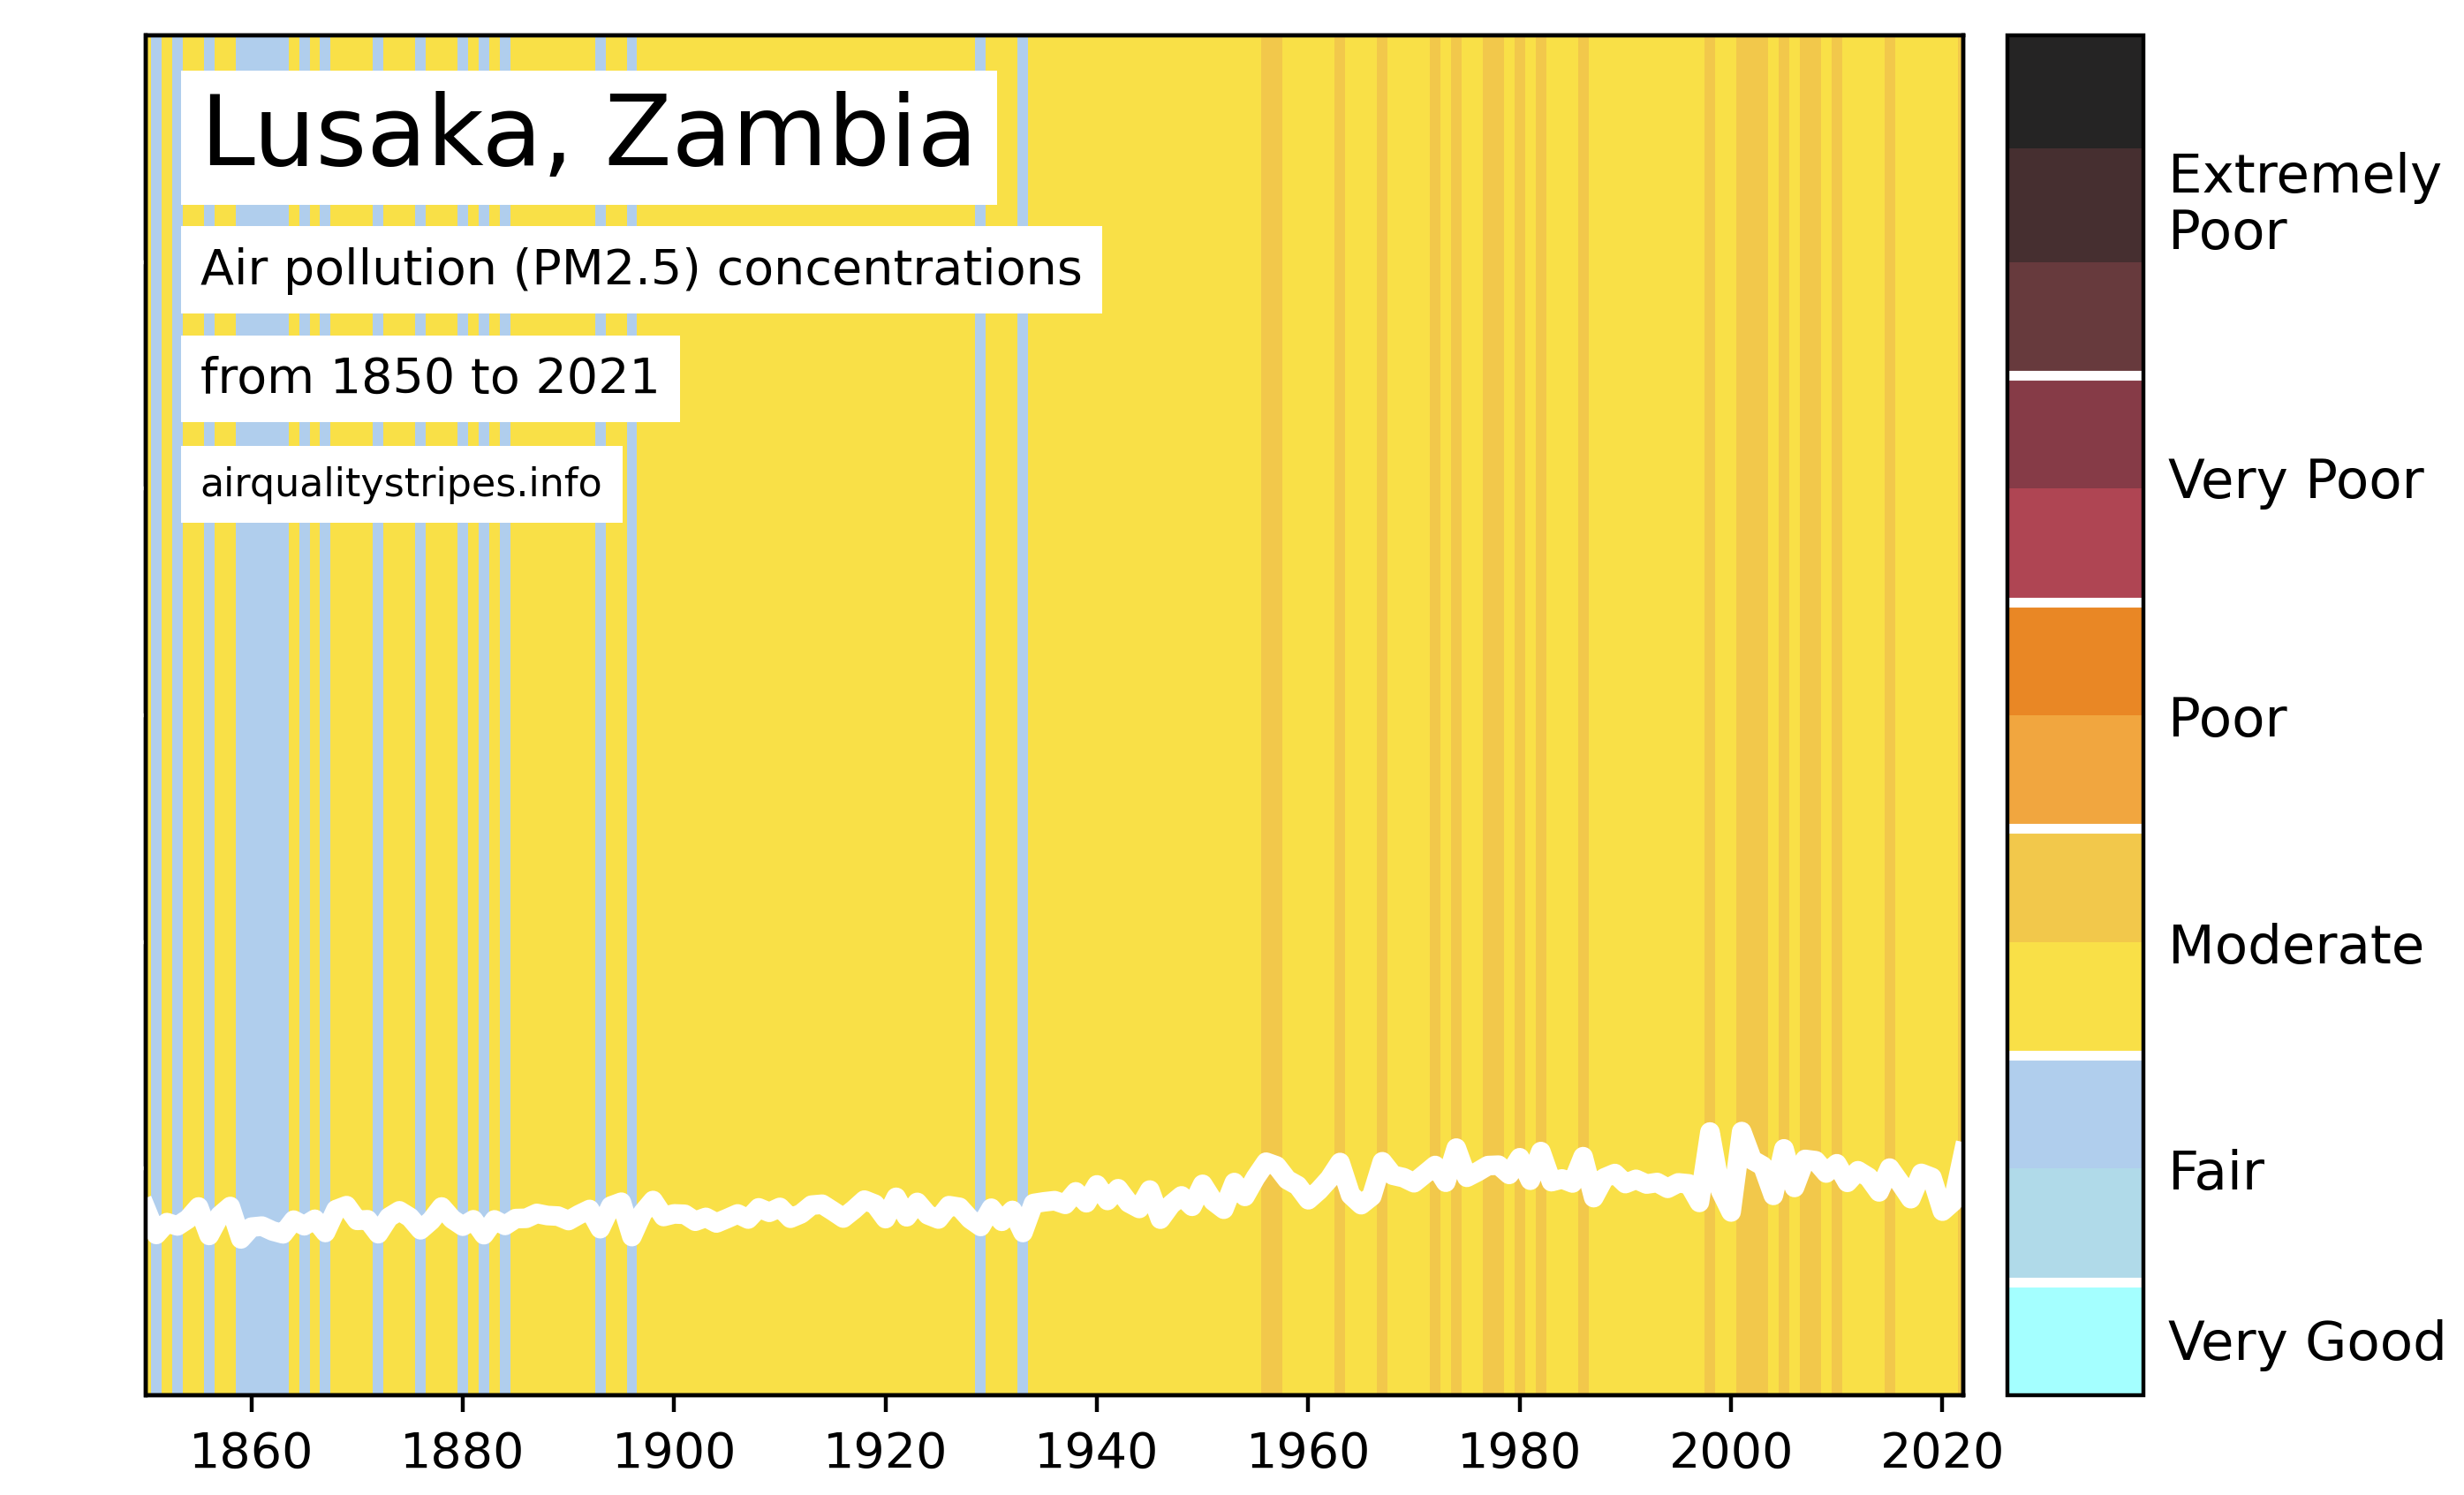 Lusaka, Zambia
Air pollution (PM2.5) concentrations
from 1850 to 2021
airqualitystripes.info
Extremely
Poor
Very Poor
Poor
Moderate
Fair
Very Good
1860 1880 1900 1920 1940 1960 1980 2000 2020